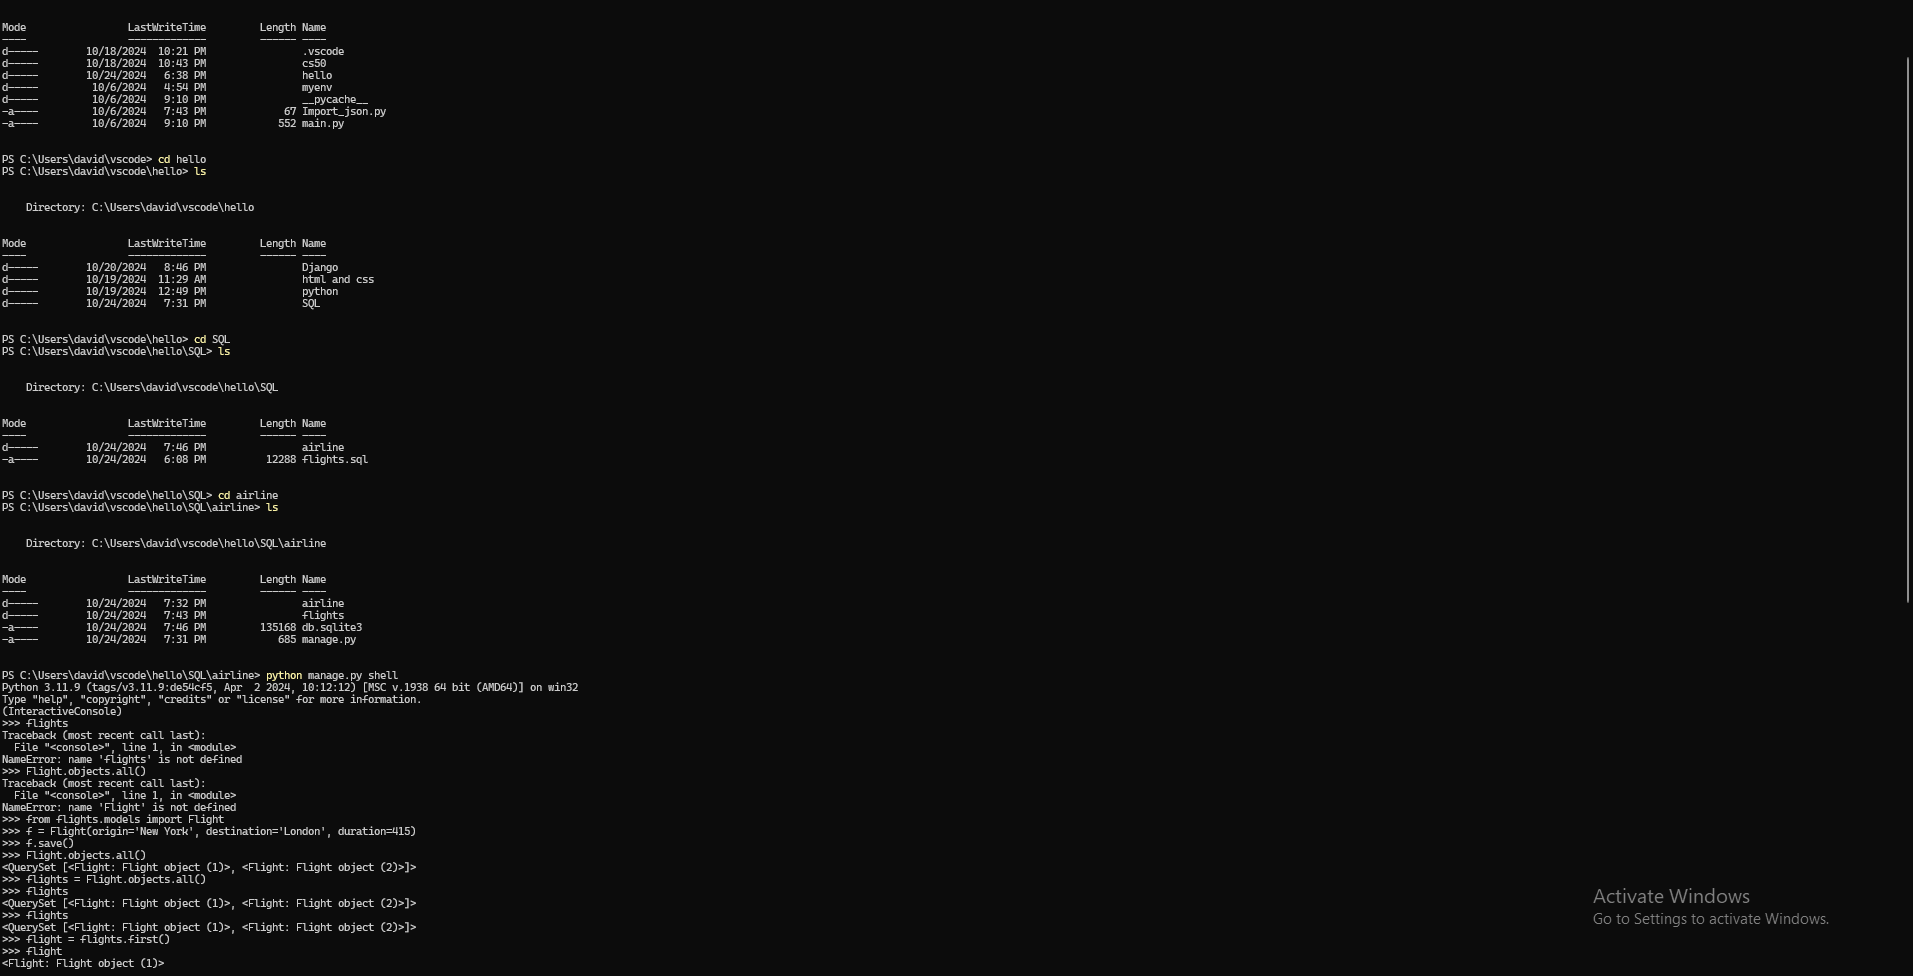 Mode                 LastWriteTime         Length Name
----                 -------------         ------ ----
d-----        10/18/2024  10:21 PM                .vscode
d-----        10/18/2024  10:43 PM                cs50
d-----        10/24/2024   6:38 PM                hello
d-----         10/6/2024   4:54 PM                myenv
d-----         10/6/2024   9:10 PM                __pycache__
-a----         10/6/2024   7:43 PM             67 Import_json.py
-a----         10/6/2024   9:10 PM            552 main.py
PS C:\Users\david\vscode> cd hello
PS C:\Users\david\vscode\hello> ls
    Directory: C:\Users\david\vscode\hello
Mode                 LastWriteTime         Length Name
----                 -------------         ------ ----
d-----        10/20/2024   8:46 PM                Django
d-----        10/19/2024  11:29 AM                html and css
d-----        10/19/2024  12:49 PM                python
d-----        10/24/2024   7:31 PM                SQL
PS C:\Users\david\vscode\hello> cd SQL
PS C:\Users\david\vscode\hello\SQL> ls
    Directory: C:\Users\david\vscode\hello\SQL
Mode                 LastWriteTime         Length Name
----                 -------------         ------ ----
d-----        10/24/2024   7:46 PM                airline
-a----        10/24/2024   6:08 PM          12288 flights.sql
PS C:\Users\david\vscode\hello\SQL> cd airline
PS C:\Users\david\vscode\hello\SQL\airline> ls
    Directory: C:\Users\david\vscode\hello\SQL\airline
Mode                 LastWriteTime         Length Name
----                 -------------         ------ ----
d-----        10/24/2024   7:32 PM                airline
d-----        10/24/2024   7:43 PM                flights
-a----        10/24/2024   7:46 PM         135168 db.sqlite3
-a----        10/24/2024   7:31 PM            685 manage.py
PS C:\Users\david\vscode\hello\SQL\airline> python manage.py shell
Python 3.11.9 (tags/v3.11.9:de54cf5, Apr  2 2024, 10:12:12) [MSC v.1938 64 bit (AMD64)] on win32
Type "help", "copyright", "credits" or "license" for more information.
(InteractiveConsole)
>>> flights
Traceback (most recent call last):
  File "<console>", line 1, in <module>
NameError: name 'flights' is not defined
>>> Flight.objects.all()
Traceback (most recent call last):
  File "<console>", line 1, in <module>
NameError: name 'Flight' is not defined
>>> from flights.models import Flight
>>> f = Flight(origin='New York', destination='London', duration=415)
>>> f.save()
>>> Flight.objects.all()
<QuerySet [<Flight: Flight object (1)>, <Flight: Flight object (2)>]>
>>> flights = Flight.objects.all()
>>> flights
<QuerySet [<Flight: Flight object (1)>, <Flight: Flight object (2)>]>
>>> flights
<QuerySet [<Flight: Flight object (1)>, <Flight: Flight object (2)>]>
>>> flight = flights.first()
>>> flight
<Flight: Flight object (1)>
Activate Windows
Go to Settings to activate Windows.